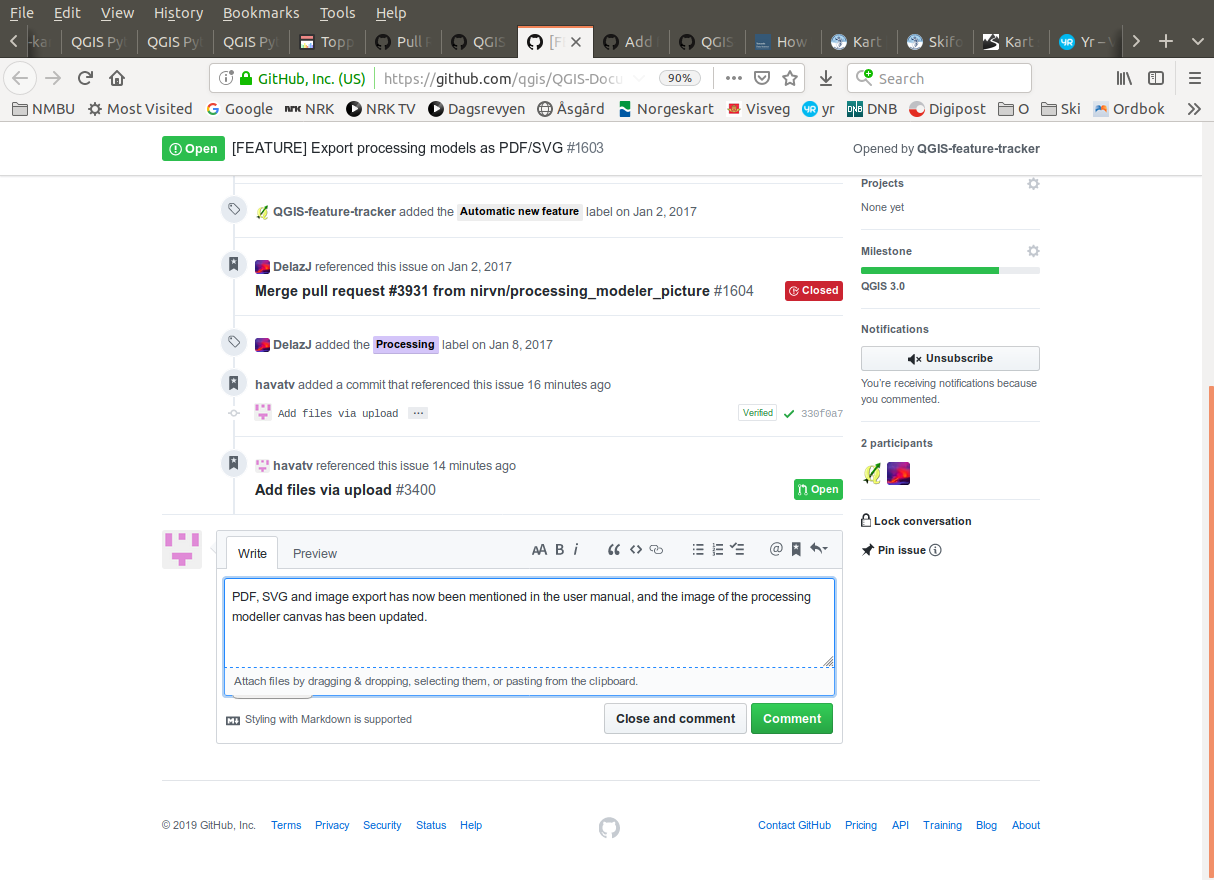 File Edit View History Bookmarks Tools Help
QGIS Py QGIS Py QGIS Py Topp Pull QGIS [F Add QGIS How Kart Skifo Kart Yr –
GitHub, Inc. (US) https://github.com/qgis/QGIS-Docu 90% Search
NMBU Most Visited Google NRK NRK TV Dagsrevyen Åsgård Norgeskart Visveg yr DNB Digipost O Ski Ordbok
Open [FEATURE] Export processing models as PDF/SVG #1603 Opened by QGIS-feature-tracker
QGIS-feature-tracker added the Automatic new feature label on Jan 2, 2017
DelazJ referenced this issue on Jan 2, 2017
Merge pull request #3931 from nirvn/processing_modeler_picture #1604 Closed
DelazJ added the Processing label on Jan 8, 2017
havatv added a commit that referenced this issue 16 minutes ago
Add files via upload ... Verified 330f0a7
havatv referenced this issue 14 minutes ago
Add files via upload #3400 Open
Projects
None yet
Milestone
QGIS 3.0
Notifications
Unsubscribe
You're receiving notifications because
you commented.
2 participants
Lock conversation
Pin issue
Write Preview AA B i
PDF, SVG and image export has now been mentioned in the user manual, and the image of the processing
modeller canvas has been updated.
Attach files by dragging & dropping, selecting them, or pasting from the clipboard.
Styling with Markdown is supported Close and comment Comment
© 2019 GitHub, Inc. Terms Privacy Security Status Help Contact GitHub Pricing API Training Blog About